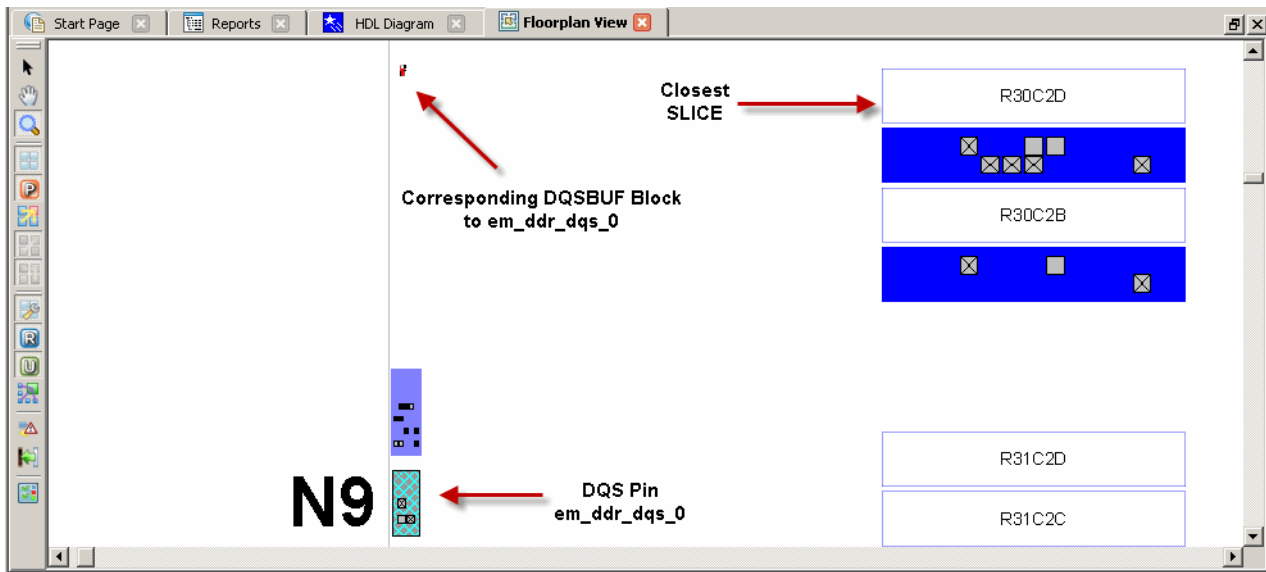 Start Page
Reports
HDL Diagram
Floorplan View
Closest
SLICE
R30C2D
Corresponding DQSBUF Block
to em_ddr_dqs_0
R30C2B
P
R
U
R31C2D
N9
DQS Pin
em_ddr_dqs_0
R31C2C